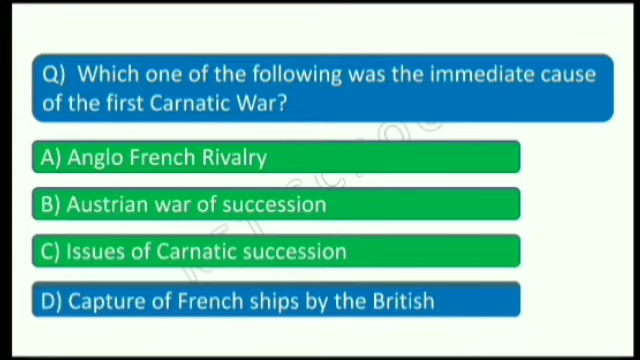 Q) Which one of the following was the immediate cause
of the first Carnatic War?
A) Anglo French Rivalry
B) Austrian war of succession
C) Issues of Carnatic succession
D) Capture of French ships by the British